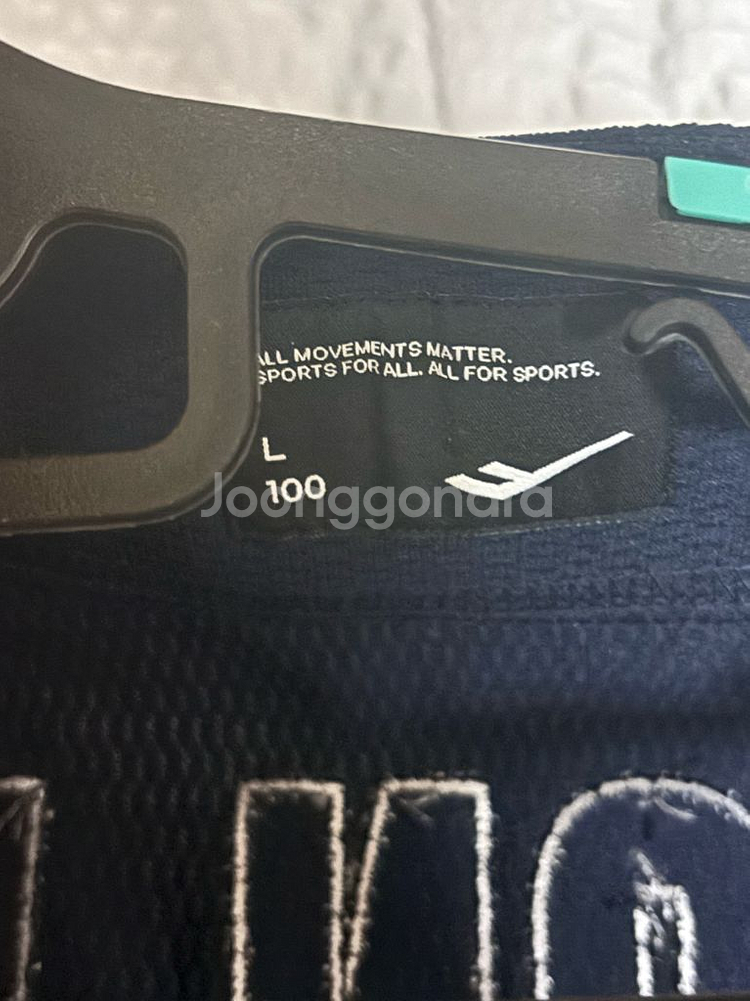 ALL MOVEMENTS MATTER.
SPORTS FOR ALL. ALL FOR SPORTS.
L
100
Joonggonara